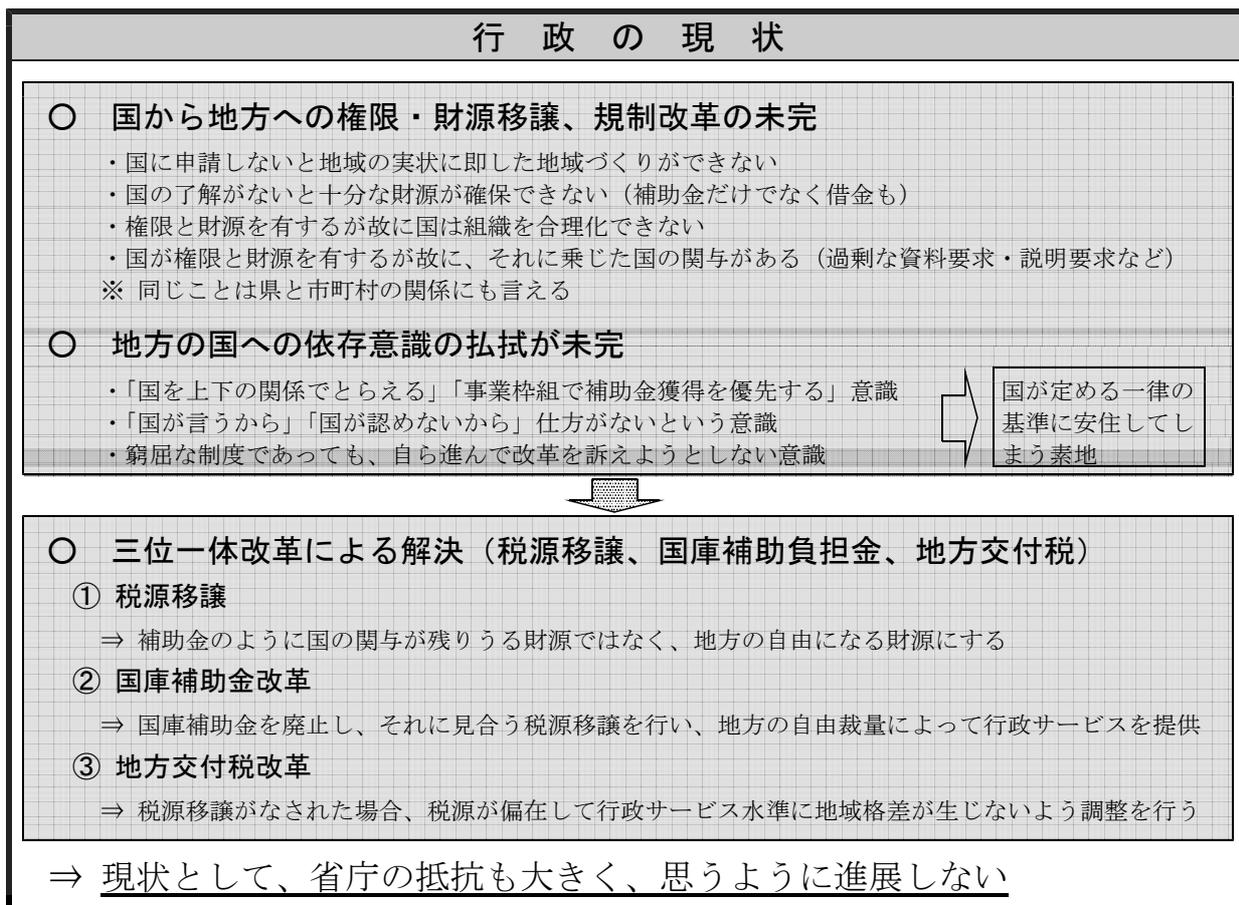 行政の現状
○ 国から地方への権限・財源移譲、規制改革の未完
・国に申請しないと地域の実状に即した地域づくりができない
・国の了解がないと十分な財源が確保できない（補助金だけでなく借金も）
・権限と財源を有するが故に国は組織を合理化できない
・国が権限と財源を有するが故に、それに乗じた国の関与がある（過剰な資料要求・説明要求など）
※ 同じことは県と市町村の関係にも言える
○ 地方の国への依存意識の払拭が未完
・「国を上下の関係でとらえる」「事業枠組で補助金獲得を優先する」意識
・「国が言うから」「国が認めないから」仕方がないという意識
・窮屈な制度であっても、自ら進んで改革を訴えようとしない意識
国が定める一律の
基準に安住してし
まう素地
○ 三位一体改革による解決（税源移譲、国庫補助負担金、地方交付税）
① 税源移譲
⇒ 補助金のように国の関与が残りうる財源ではなく、地方の自由になる財源にする
② 国庫補助金改革
⇒ 国庫補助金を廃止し、それに見合う税源移譲を行い、地方の自由裁量によって行政サービスを提供
③ 地方交付税改革
⇒ 税源移譲がなされた場合、税源が偏在して行政サービス水準に地域格差が生じないよう調整を行う
⇒ 現状として、省庁の抵抗も大きく、思うように進展しない